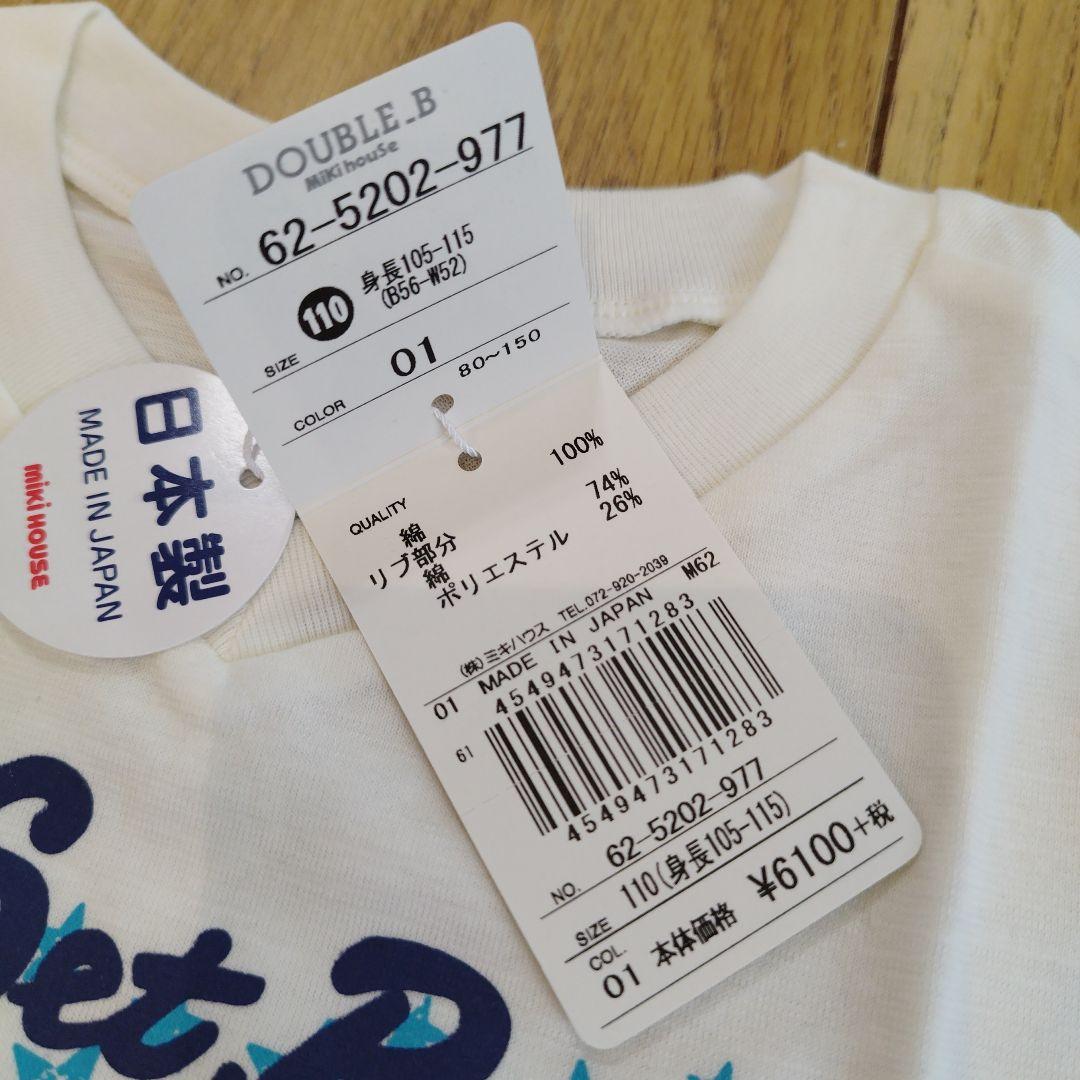 DOUBLE_B
MiKihouSe
NO. 62-5202-977
SIZE 110 身長105-115
(B56-W52)
COLOR 01 80~150
QUALITY
綿 100%
リブ部分
綿 74%
ポリエステル 26%
(株)ミキハウス TEL.072-920-2039
01 MADE IN JAPAN M62
4549473171283
61
4549473171283
NO. 62-5202-977
SIZE 110(身長105-115)
COL. 01 本体価格 ¥6100+税
日本製
MADE IN JAPAN
miKi HOUSE
Set